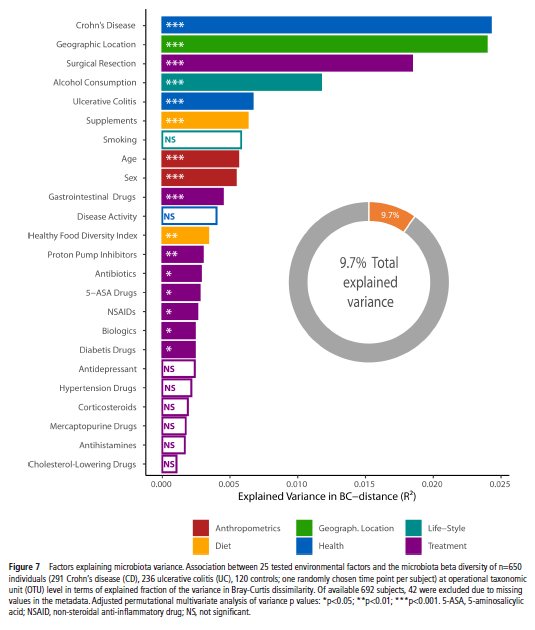 Crohn's Disease ***
Geographic Location ***
Surgical Resection ***
Alcohol Consumption ***
Ulcerative Colitis ***
Supplements ***
Smoking NS
Age ***
Sex ***
Gastrointestinal Drugs ***
Disease Activity NS
Healthy Food Diversity Index **
Proton Pump Inhibitors **
Antibiotics *
5−ASA Drugs *
NSAIDs *
Biologics *
Diabetis Drugs *
Antidepressant NS
Hypertension Drugs NS
Corticosteroids NS
Mercaptopurine Drugs NS
Antihistamines NS
Cholesterol-Lowering Drugs NS
9.7%
9.7% Total
explained
variance
0.000 0.005 0.010 0.015 0.020 0.025
Explained Variance in BC−distance (R²)
Anthropometrics Geograph. Location Life−Style
Diet Health Treatment
Figure 7 Factors explaining microbiota variance. Association between 25 tested environmental factors and the microbiota beta diversity of n=650
individuals (291 Crohn's disease (CD), 236 ulcerative colitis (UC), 120 controls; one randomly chosen time point per subject) at operational taxonomic
unit (OTU) level in terms of explained fraction of the variance in Bray-Curtis dissimilarity. Of available 692 subjects, 42 were excluded due to missing
values in the metadata. Adjusted permutational multivariate analysis of variance p values: *p<0.05; **p<0.01; ***p<0.001. 5-ASA, 5-aminosalicylic
acid; NSAID, non-steroidal anti-inflammatory drug; NS, not significant.